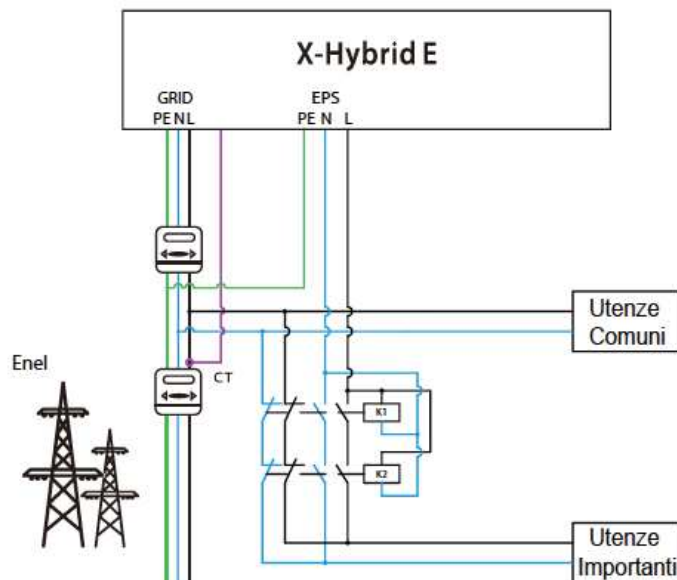 X-Hybrid E
GRID
EPS
PE N L
PE N L
Utenze
Comuni
Enel
CT
K1
K2
Utenze
Importanti